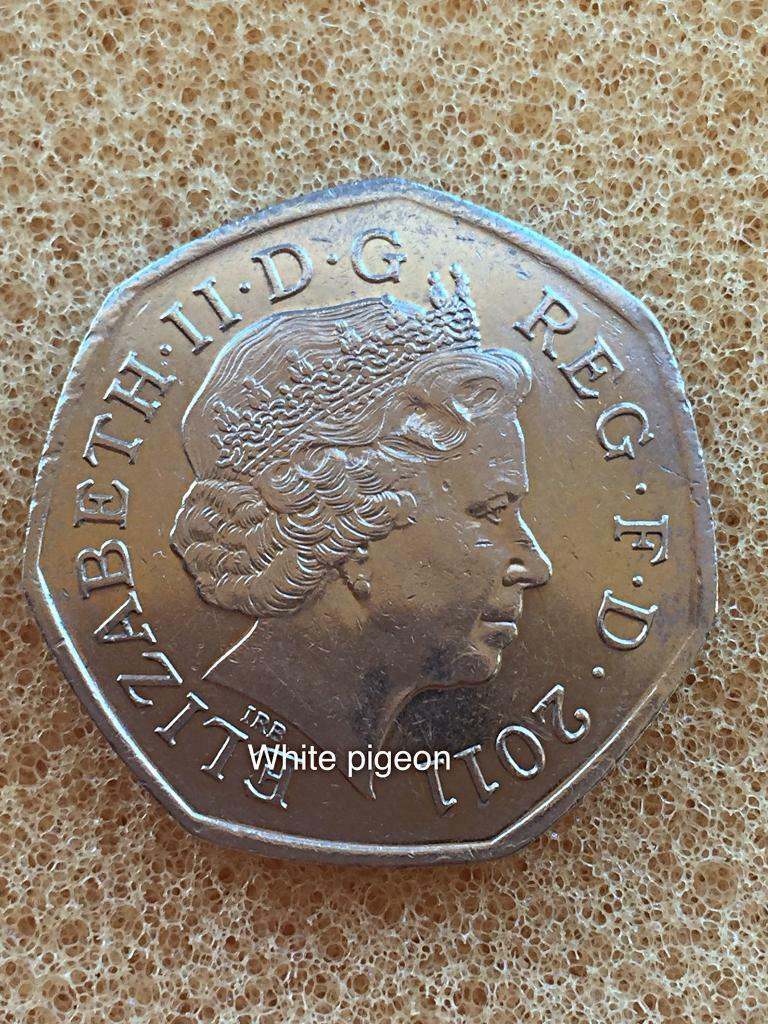 ELIZABETH·II·D·G REG·F·D·2011
IRB
White pigeon